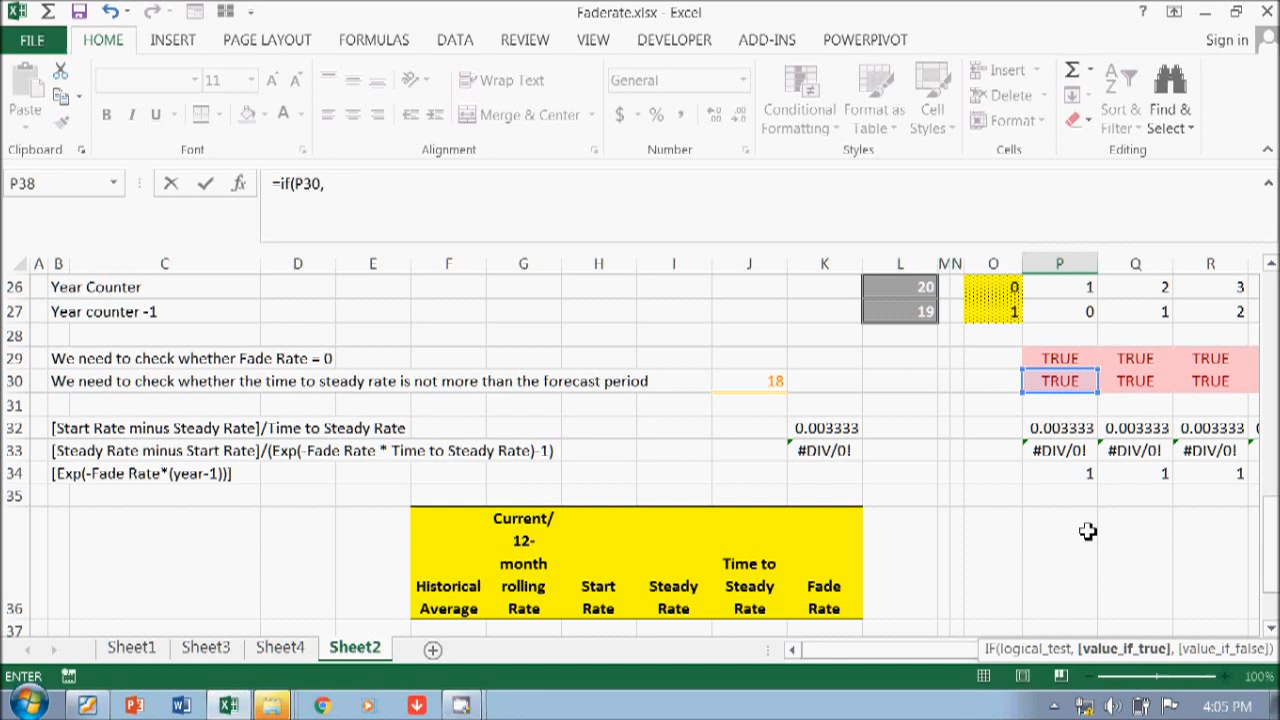 Faderate.xlsx - Excel
?
FILE HOME INSERT PAGE LAYOUT FORMULAS DATA REVIEW VIEW DEVELOPER ADD-INS POWERPIVOT Sign in
Paste
11
B I U A
Wrap Text
Merge & Center
General
$ % ,
Conditional Formatting
Format as Table
Cell Styles
Insert
Delete
Format
Sort & Filter
Find & Select
Clipboard Font Alignment Number Styles Cells Editing
P38 fx =if(P30,
A B C D E F G H I J K L M N O P Q R
26 Year Counter 20 0 1 2 3
27 Year counter -1 19 1 0 1 2
28
29 We need to check whether Fade Rate = 0 TRUE TRUE TRUE
30 We need to check whether the time to steady rate is not more than the forecast period 18 TRUE TRUE TRUE
31
32 [Start Rate minus Steady Rate]/Time to Steady Rate 0.003333 0.003333 0.003333 0.003333
33 [Steady Rate minus Start Rate]/(Exp(-Fade Rate * Time to Steady Rate)-1) #DIV/0! #DIV/0! #DIV/0! #DIV/0!
34 [Exp(-Fade Rate*(year-1))] 1 1 1
35
36 Historical Average
Current/ 12- month rolling Rate
Start Rate
Steady Rate
Time to Steady Rate
Fade Rate
37
Sheet1 Sheet3 Sheet4 Sheet2
IF(logical_test, [value_if_true], [value_if_false])
ENTER 100%
4:05 PM